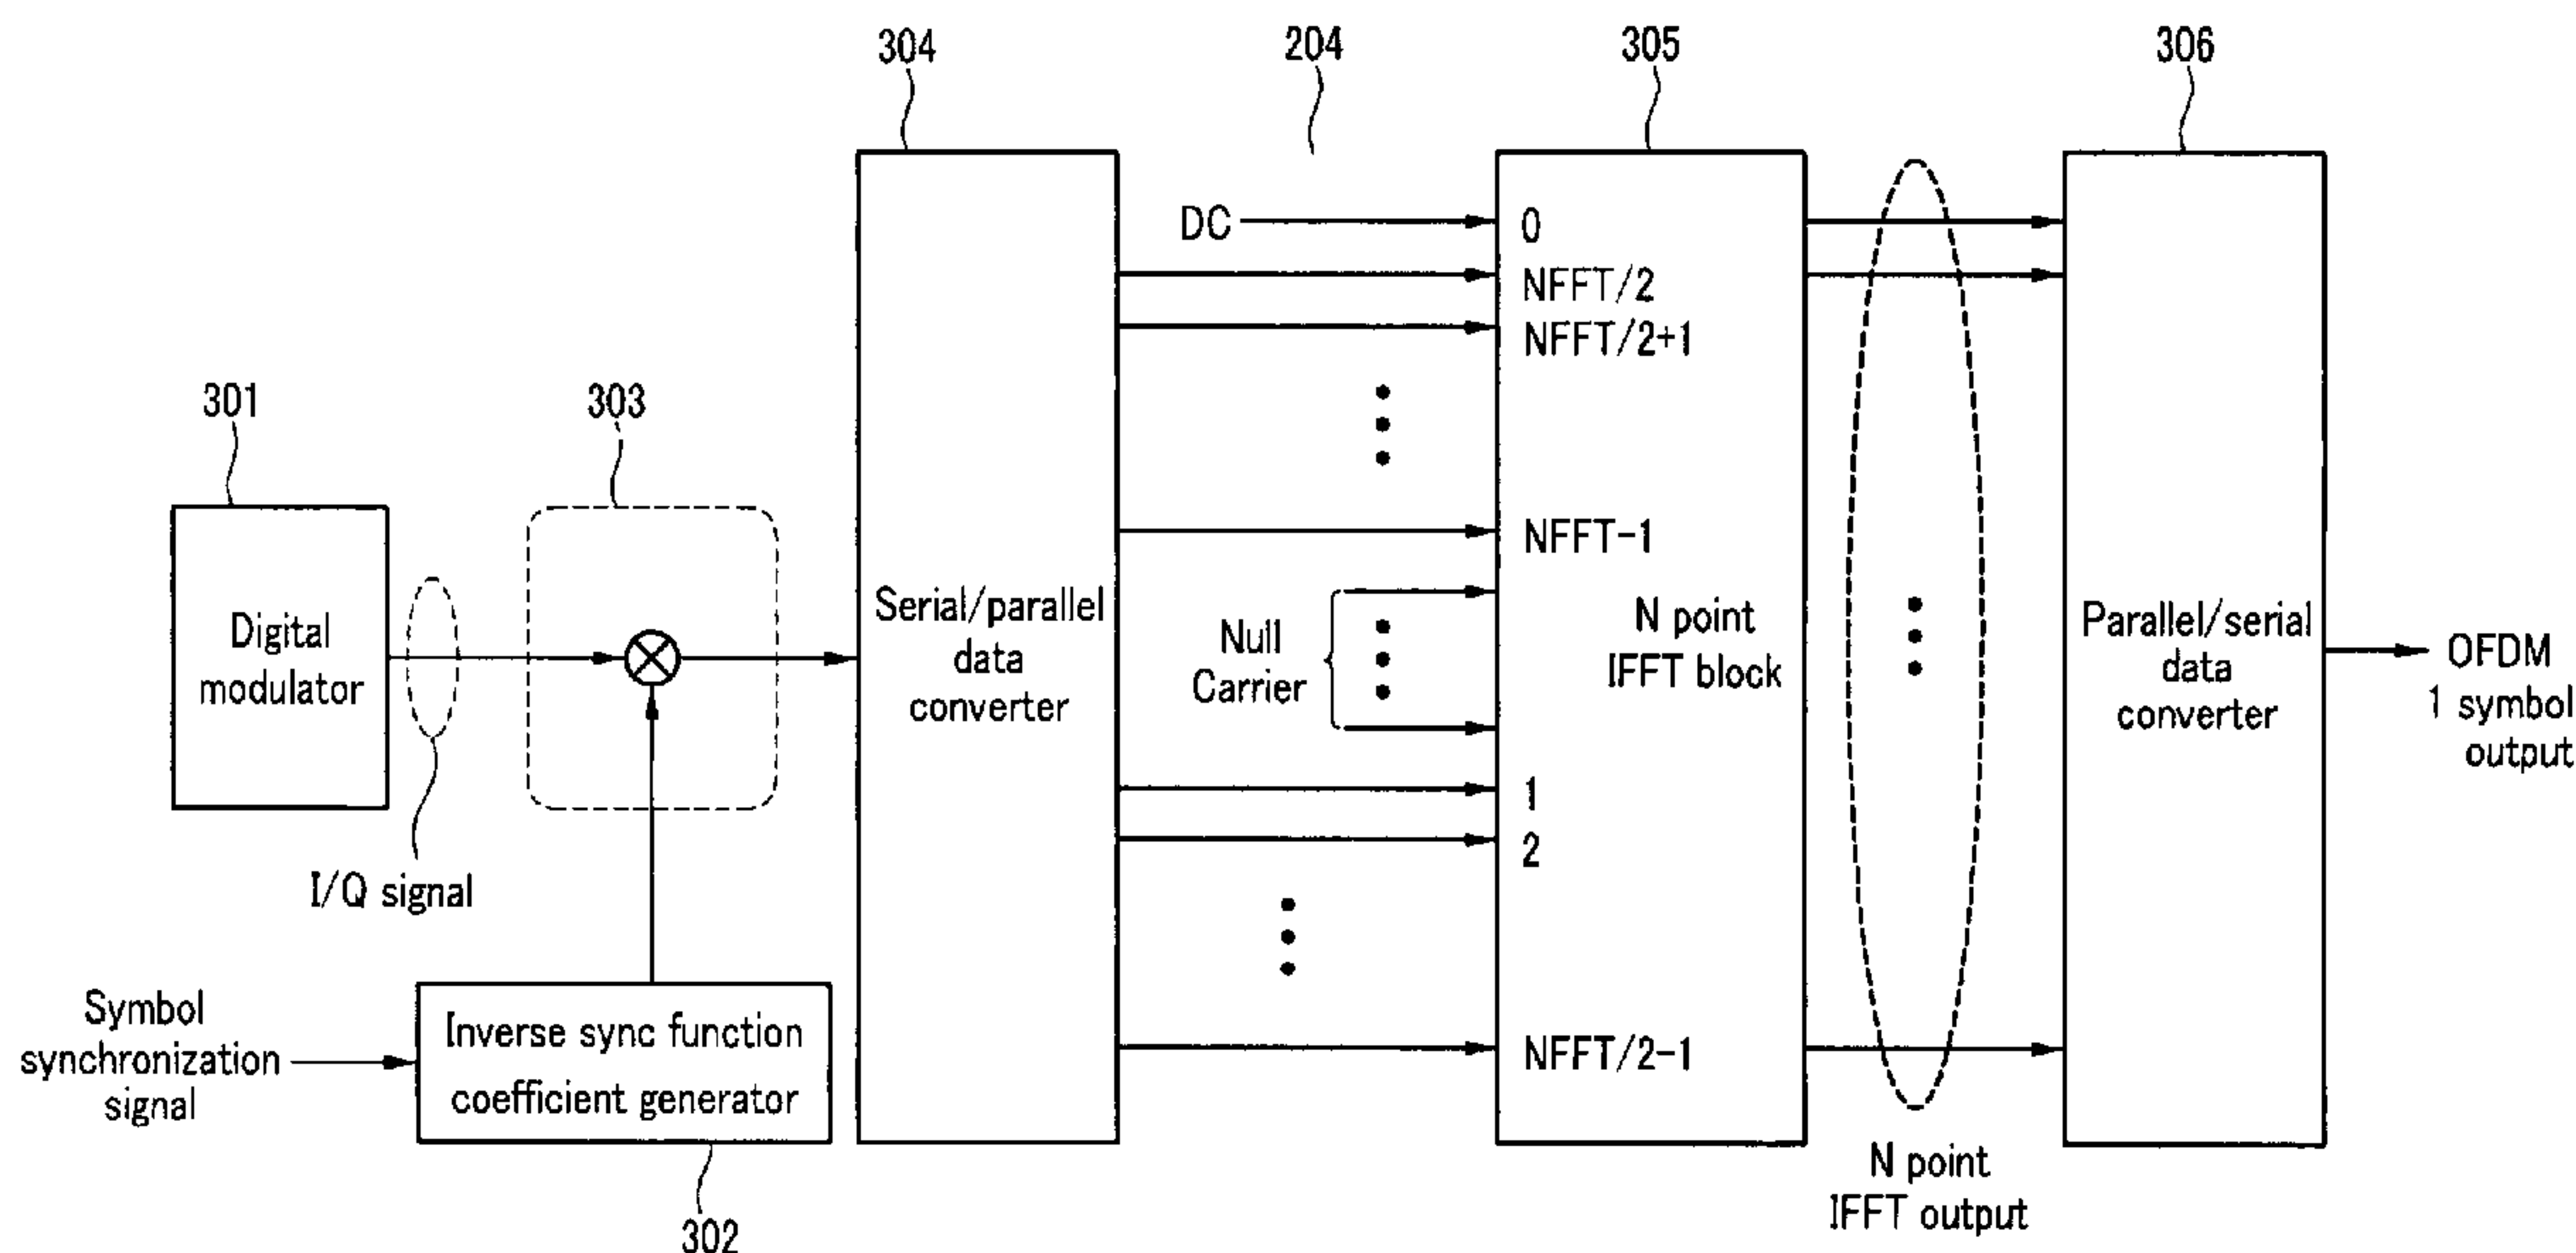 304
204
305
306
DC
0
NFFT/2
NFFT/2+1
301
303
NFFT-1
Digital
modulator
Serial/parallel
data
converter
Null
Carrier
N point
IFFT block
Parallel/serial
data
converter
OFDM
1 symbol
output
1
2
I/Q signal
Symbol
synchronization
signal
Inverse sync function
coefficient generator
NFFT/2-1
N point
IFFT output
302